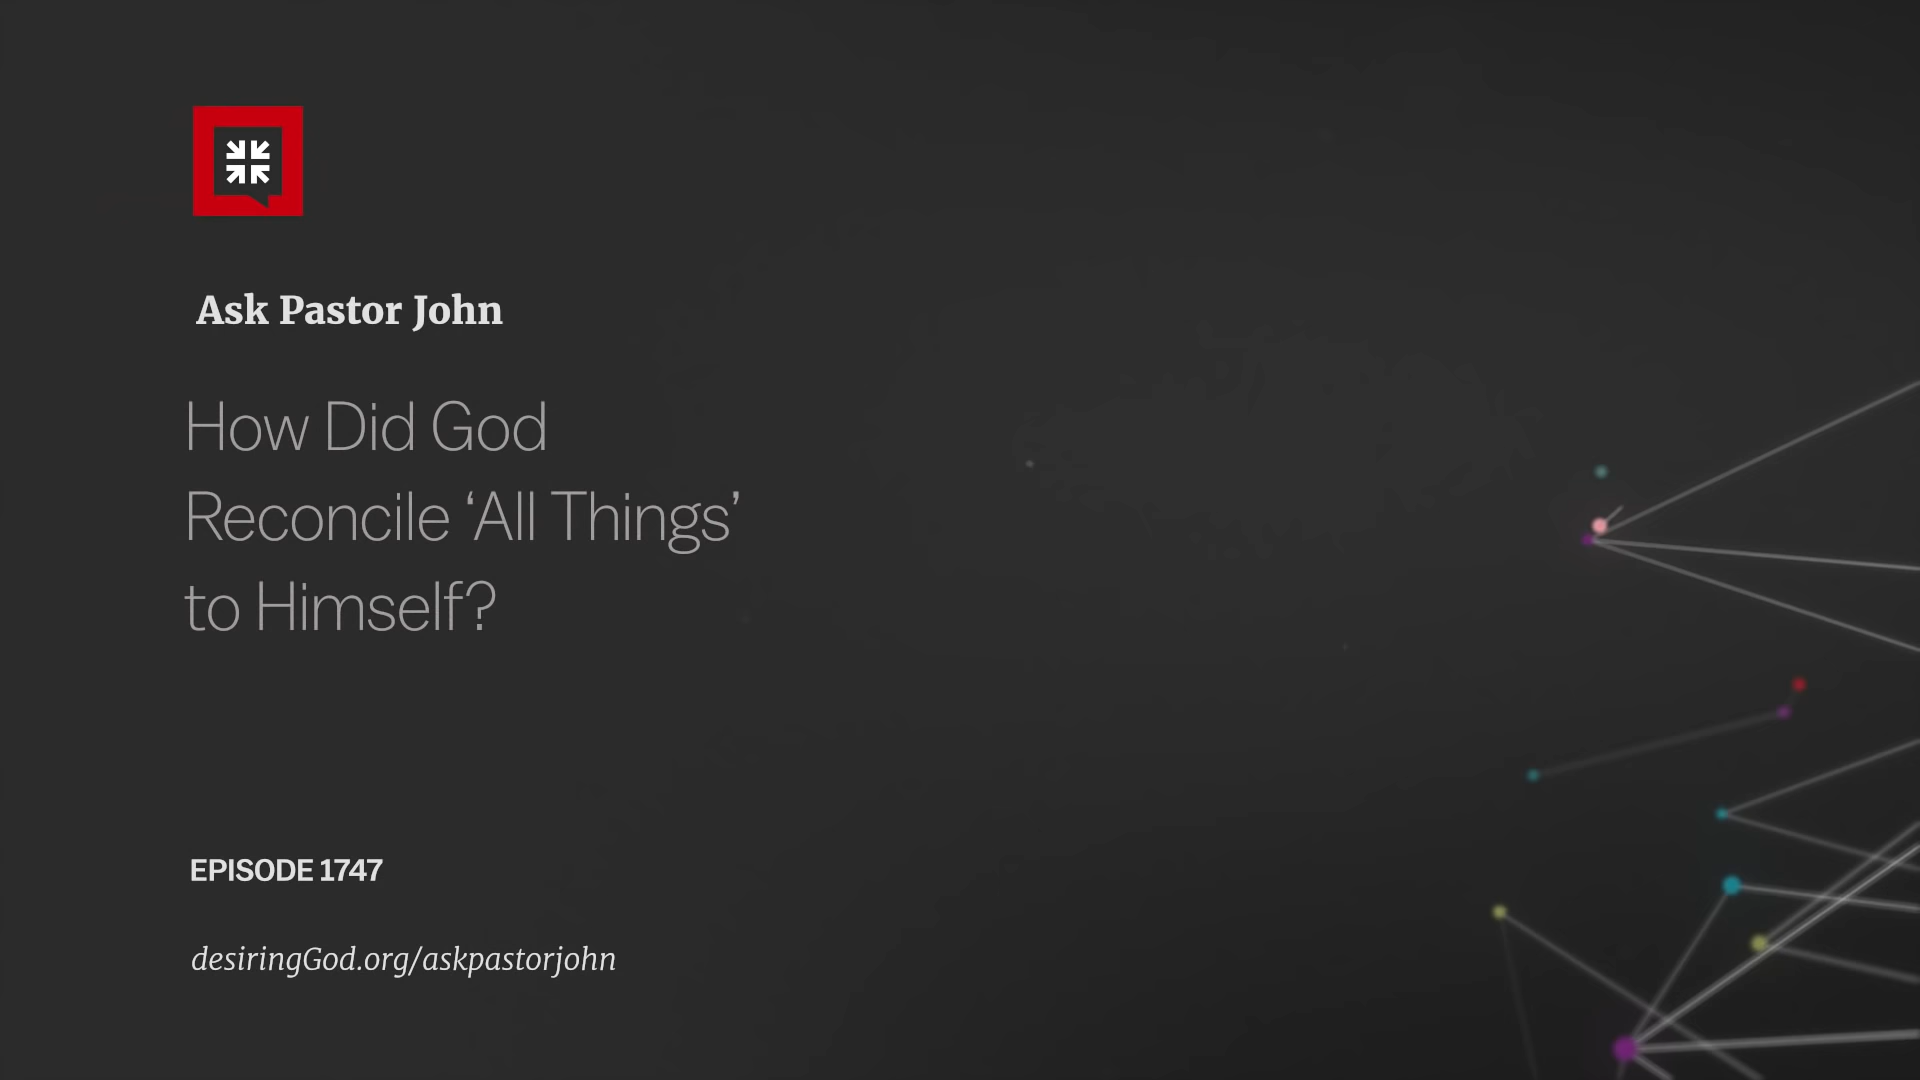 Ask Pastor John
How Did God
Reconcile ‘All Things’
to Himself?
EPISODE 1747
desiringGod.org/askpastorjohn